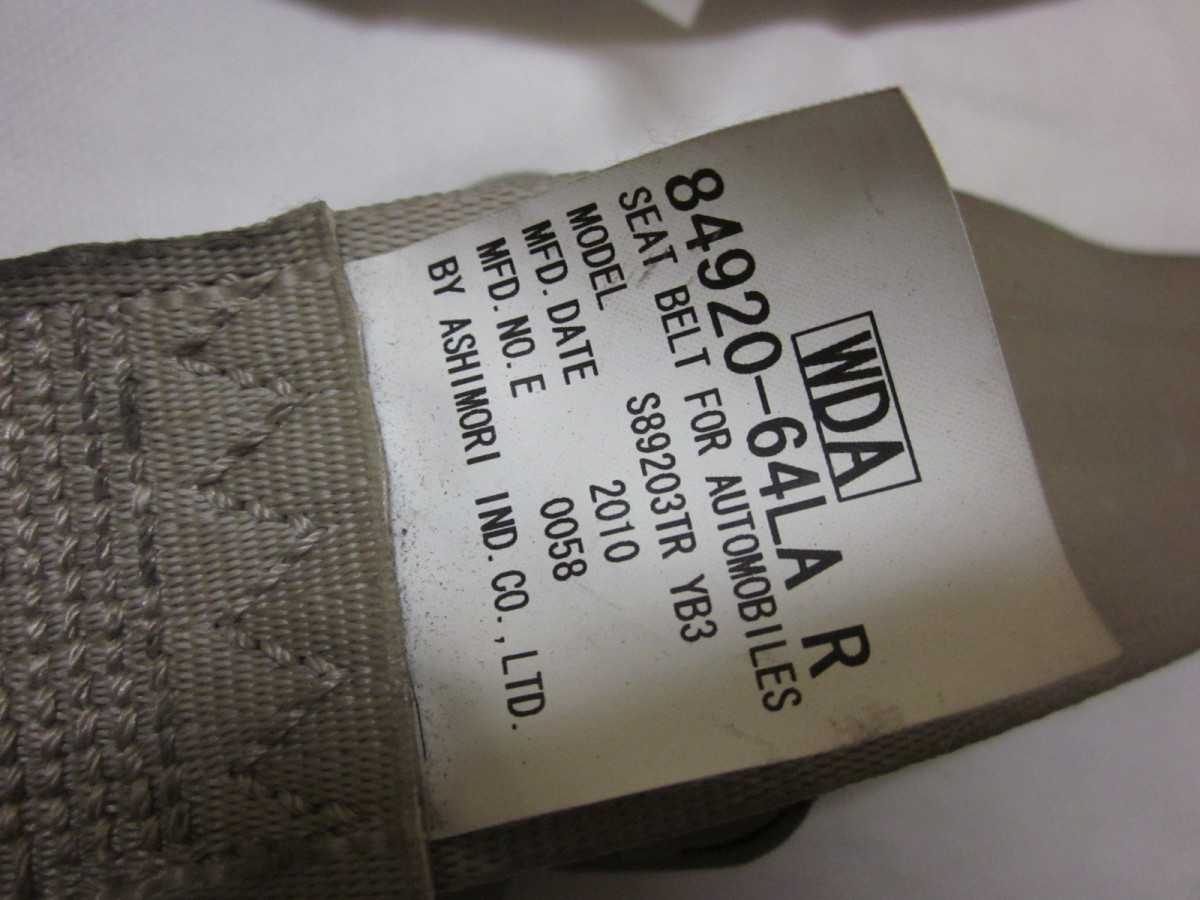 WDA
84920-64LA R
SEAT BELT FOR AUTOMOBILES
MODEL S89203TR YB3
MFD. DATE 2010
MFD. NO. E 0058
BY ASHIMORI IND. CO., LTD.